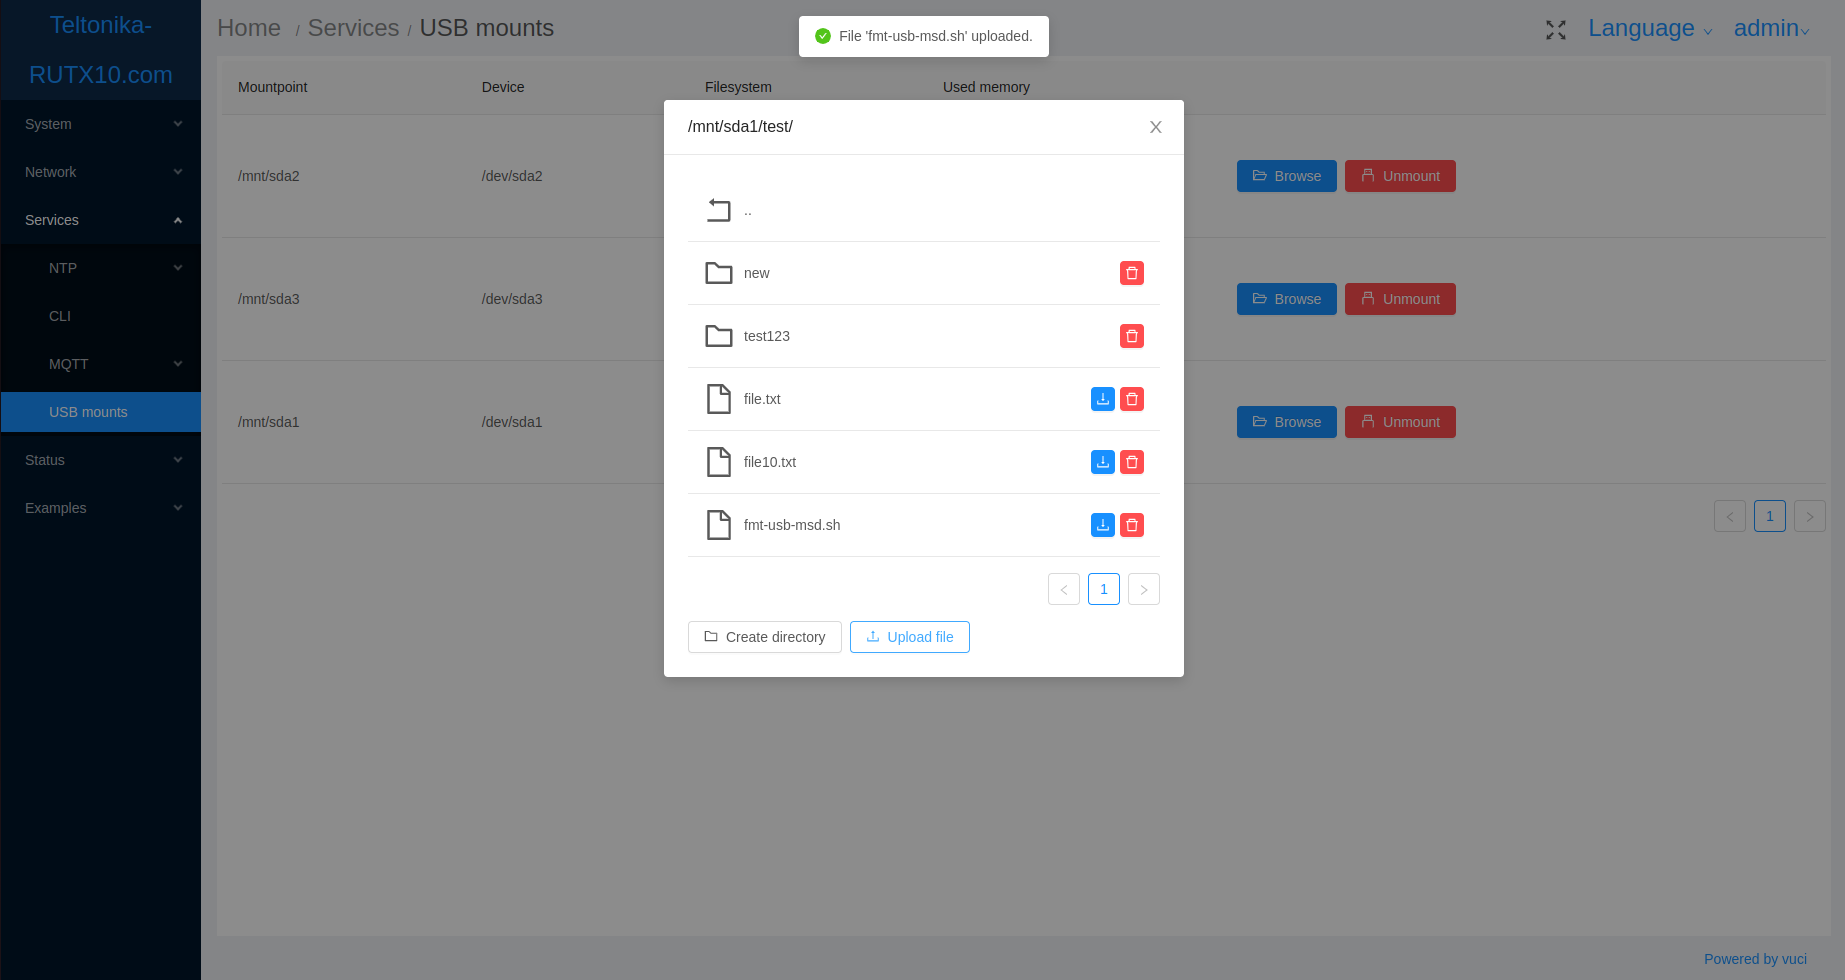 Teltonika-
RUTX10.com
Home / Services / USB mounts
File 'fmt-usb-msd.sh' uploaded.
Language
admin
System
Network
Services
NTP
CLI
MQTT
USB mounts
Status
Examples
Mountpoint Device Filesystem Used memory
/mnt/sda2 /dev/sda2 Browse Unmount
/mnt/sda3 /dev/sda3 Browse Unmount
/mnt/sda1 /dev/sda1 Browse Unmount
< 1 >
/mnt/sda1/test/ X
..
new
test123
file.txt
file10.txt
fmt-usb-msd.sh
< 1 >
Create directory Upload file
Powered by vuci